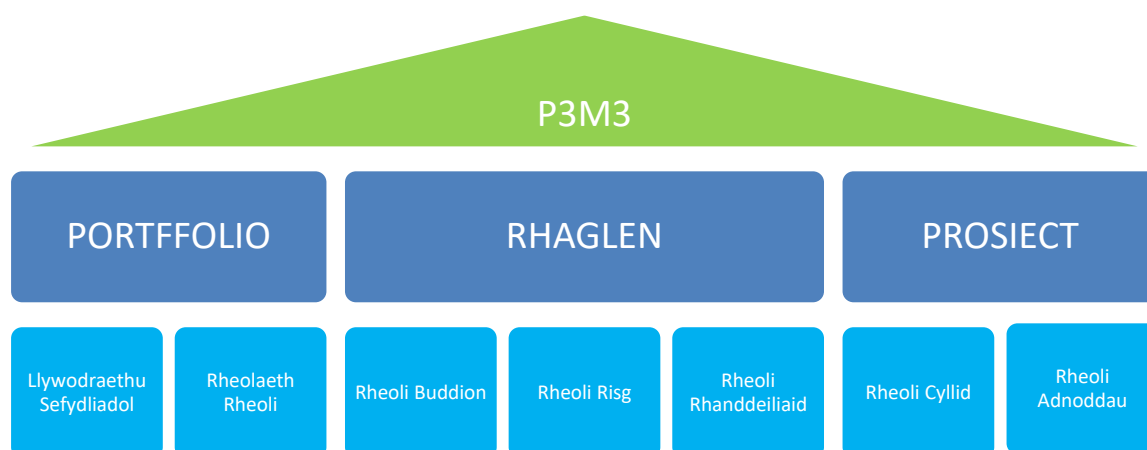 P3M3
PORTFFOLIO
RHAGLEN
PROSIECT
Llywodraethu
Sefydliadol
Rheolaeth
Rheoli
Rheoli Buddion
Rheoli Risg
Rheoli
Rhanddeiliaid
Rheoli Cyllid
Rheoli
Adnoddau